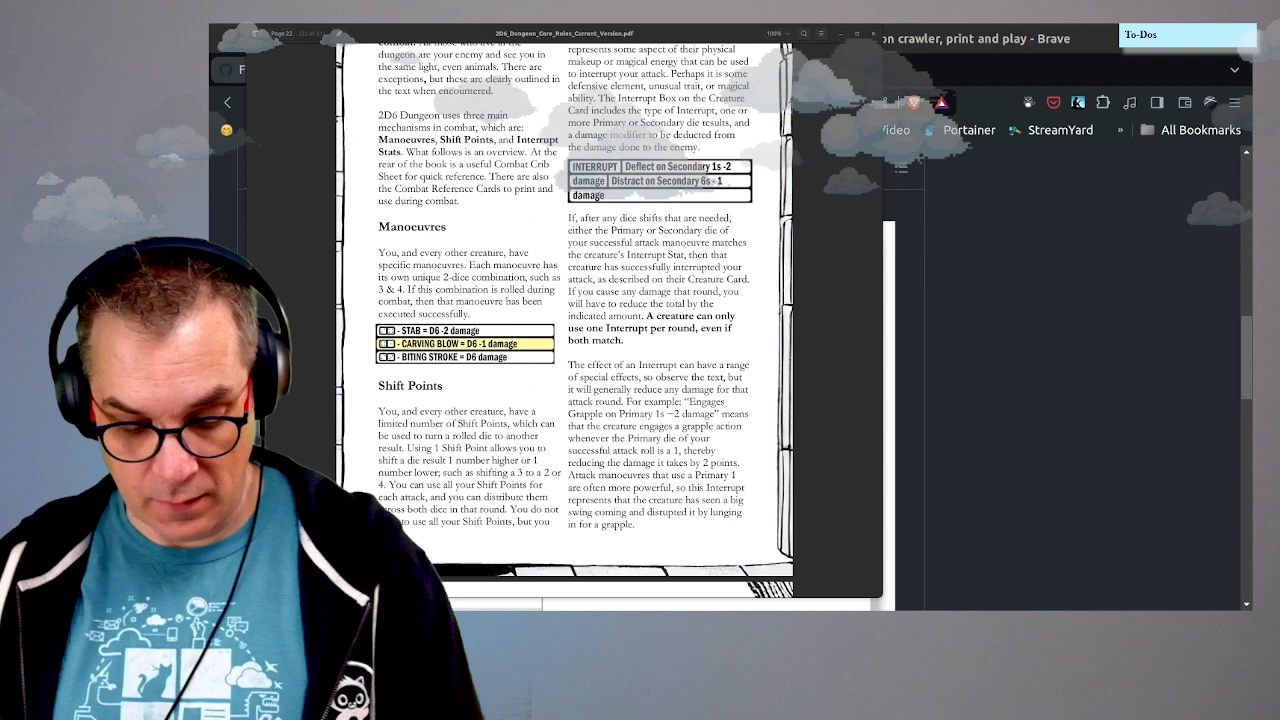 Page 22
(22 of 61)
2D6_Dungeon_Core_Rules_Current_Version.pdf
100%
on crawler, print and play - Brave
To-Dos
F
Video
Portainer
StreamYard
»
All Bookmarks
combat. All those who live in the
dungeon are your enemy and see you in
the same light, even animals. There are
exceptions, but these are clearly outlined in
the text when encountered.
2D6 Dungeon uses three main
mechanisms in combat, which are:
Manoeuvres, Shift Points, and Interrupt
Stats. What follows is an overview. At the
rear of the book is a useful Combat Crib
Sheet for quick reference. There are also
the Combat Reference Cards to print and
use during combat.
Manoeuvres
You, and every other creature, have
specific manoeuvres. Each manoeuvre has
its own unique 2-dice combination, such as
3 & 4. If this combination is rolled during
combat, then that manoeuvre has been
executed successfully.
- STAB = D6 -2 damage
- CARVING BLOW = D6 -1 damage
- BITING STROKE = D6 damage
Shift Points
You, and every other creature, have a
limited number of Shift Points, which can
be used to turn a rolled die to another
result. Using 1 Shift Point allows you to
shift a die result 1 number higher or 1
number lower; such as shifting a 3 to a 2 or
4. You can use all your Shift Points for
each attack, and you can distribute them
across both dice in that round. You do not
to use all your Shift Points, but you
represents some aspect of their physical
makeup or magical energy that can be used
to interrupt your attack. Perhaps it is some
defensive element, unusual trait, or magical
ability. The Interrupt Box on the Creature
Card includes the type of Interrupt, one or
more Primary or Secondary die results, and
a damage modifier to be deducted from
the damage done to the enemy.
INTERRUPT | Deflect on Secondary 1s -2
damage | Distract on Secondary 6s - 1
damage
If, after any dice shifts that are needed,
either the Primary or Secondary die of
your successful attack manoeuvre matches
the creature's Interrupt Stat, then that
creature has successfully interrupted your
attack, as described on their Creature Card.
If you cause any damage that round, you
will have to reduce the total by the
indicated amount. A creature can only
use one Interrupt per round, even if
both match.
The effect of an Interrupt can have a range
of special effects, so observe the text, but
it will generally reduce any damage for that
attack round. For example: “Engages
Grapple on Primary 1s −2 damage” means
that the creature engages a grapple action
whenever the Primary die of your
successful attack roll is a 1, thereby
reducing the damage it takes by 2 points.
Attack manoeuvres that use a Primary 1
are often more powerful, so this Interrupt
represents that the creature has seen a big
swing coming and disrupted it by lunging
in for a grapple.